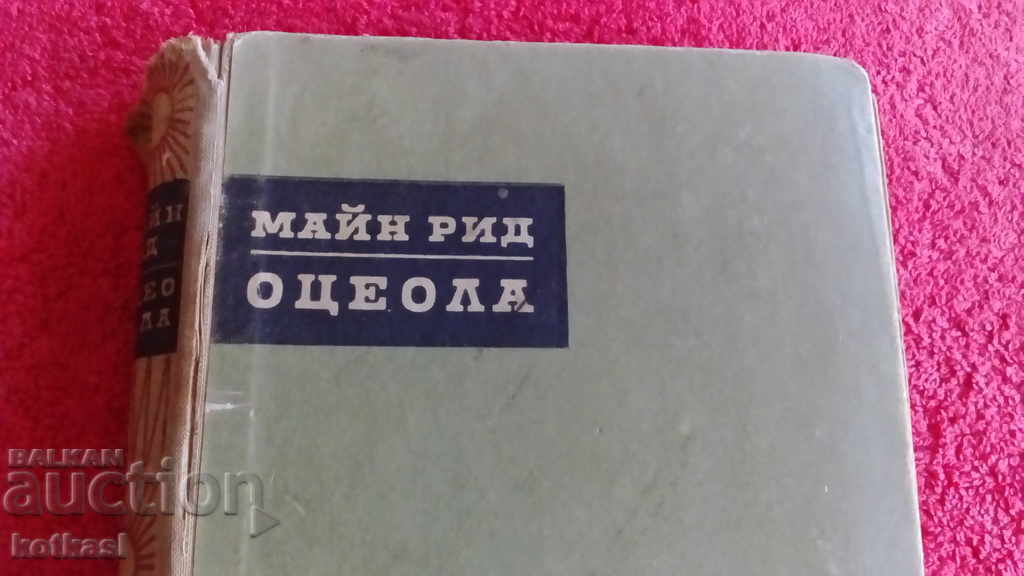 МАЙН РИД
ОЦЕОЛА
BALKAN
auction
kotkasl